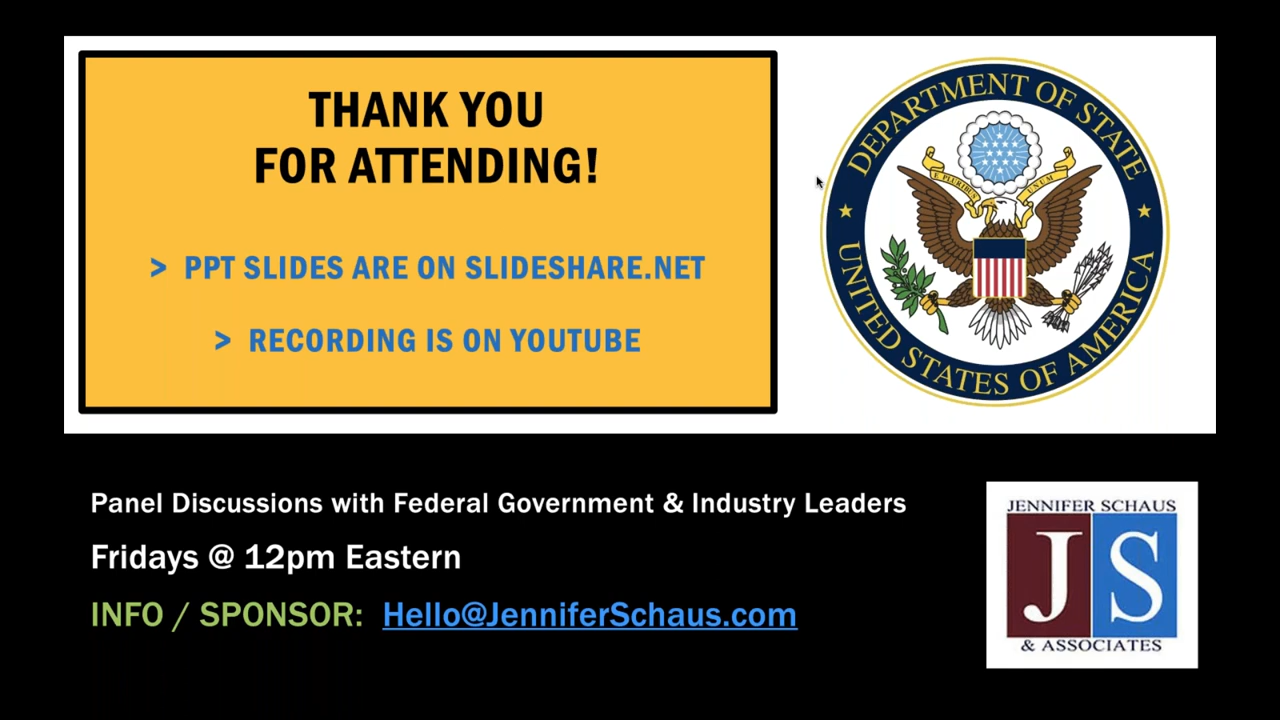 THANK YOU
FOR ATTENDING!
> PPT SLIDES ARE ON SLIDESHARE.NET
> RECORDING IS ON YOUTUBE
DEPARTMENT OF STATE
E PLURIBUS UNUM
UNITED STATES OF AMERICA
Panel Discussions with Federal Government & Industry Leaders
Fridays @ 12pm Eastern
INFO / SPONSOR: Hello@JenniferSchaus.com
JENNIFER SCHAUS
JS
& ASSOCIATES